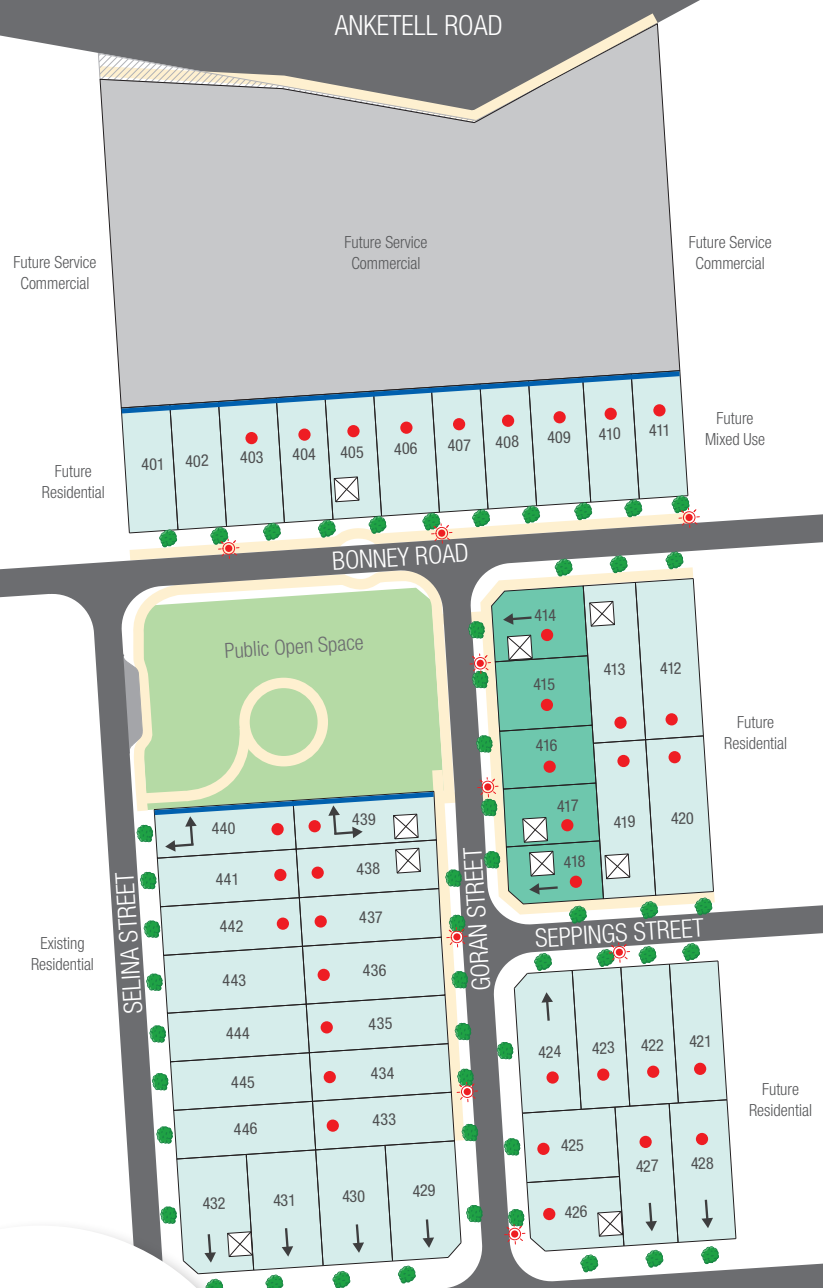 ANKETELL ROAD
Future Service
Commercial
Future Service
Commercial
Future Service
Commercial
Future
Residential
401
402
403
404
405
406
407
408
409
410
411
Future
Mixed Use
BONNEY ROAD
Public Open Space
414
415
416
417
418
413
412
419
420
Future
Residential
440
439
441
438
442
437
443
436
444
435
445
434
446
433
432
431
430
429
SELINA STREET
GORAN STREET
Existing
Residential
SEPPINGS STREET
424
423
422
421
425
426
427
428
Future
Residential